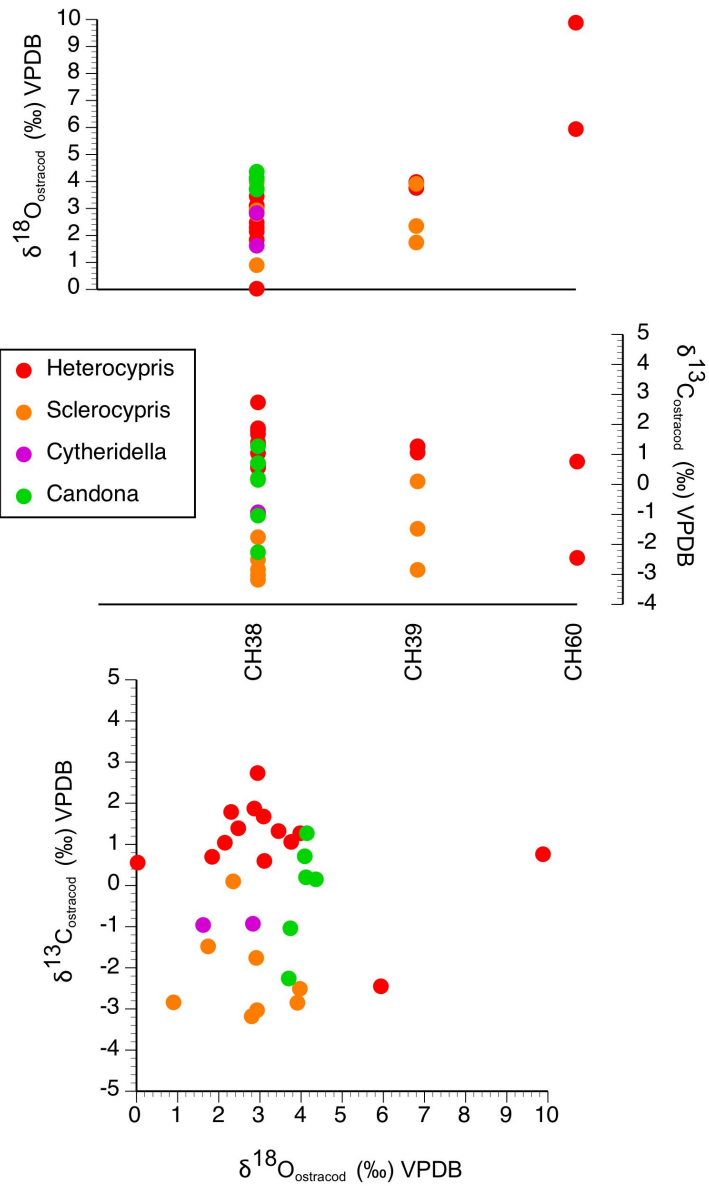 10
9
8
7
6
5
4
3
2
1
0
δ18Oostracod (‰) VPDB
5
4
3
2
1
0
-1
-2
-3
-4
δ13Costracod (‰) VPDB
Heterocypris
Sclerocypris
Cytheridella
Candona
CH38
CH39
CH60
5
4
3
2
1
0
-1
-2
-3
-4
-5
δ13Costracod (‰) VPDB
0 1 2 3 4 5 6 7 8 9 10
δ18Oostracod (‰) VPDB